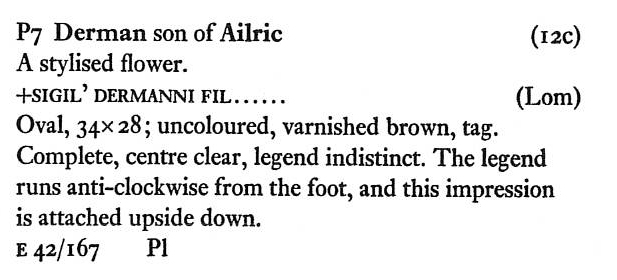 P7 Derman son of Ailric (12c)
A stylised flower.
+SIGIL’ DERMANNI FIL...... (Lom)
Oval, 34×28; uncoloured, varnished brown, tag.
Complete, centre clear, legend indistinct. The legend
runs anti-clockwise from the foot, and this impression
is attached upside down.
E 42/167 Pl